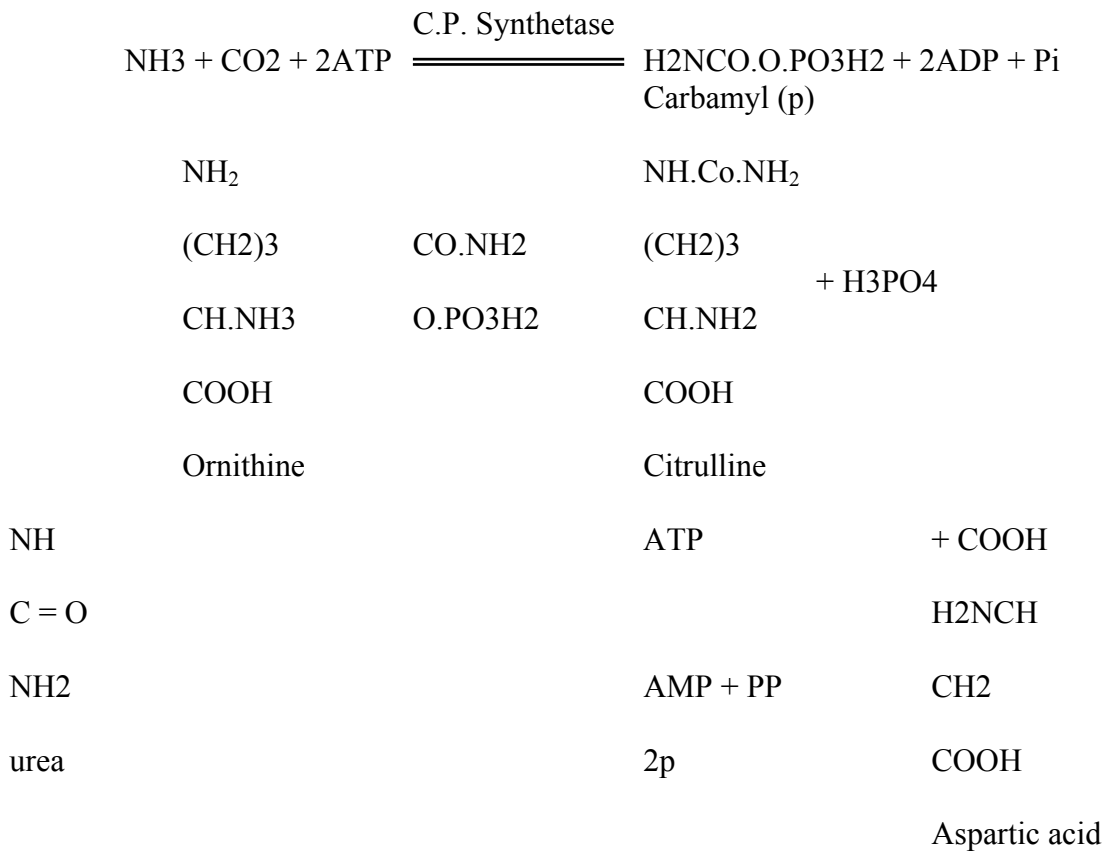 C.P. Synthetase
NH3 + CO2 + 2ATP H2NCO.O.PO3H2 + 2ADP + Pi
Carbamyl (p)
NH₂ NH.Co.NH₂
(CH2)3 CO.NH2 (CH2)3
+ H3PO4
CH.NH3 O.PO3H2 CH.NH2
COOH COOH
Ornithine Citrulline
NH ATP + COOH
C = O H2NCH
NH2 AMP + PP CH2
urea 2p COOH
Aspartic acid